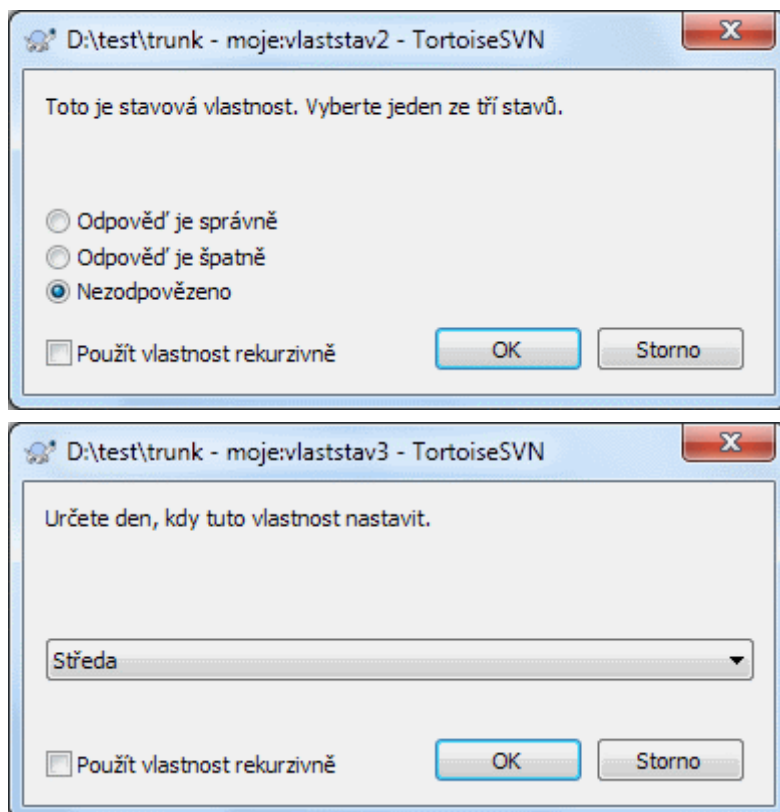 D:\test\trunk - moje:vlaststav2 - TortoiseSVN
Toto je stavová vlastnost. Vyberte jeden ze tří stavů.
Odpověď je správně
Odpověď je špatně
Nezodpovězeno
Použít vlastnost rekurzivně
OK
Storno
D:\test\trunk - moje:vlaststav3 - TortoiseSVN
Určete den, kdy tuto vlastnost nastavit.
Středa
Použít vlastnost rekurzivně
OK
Storno